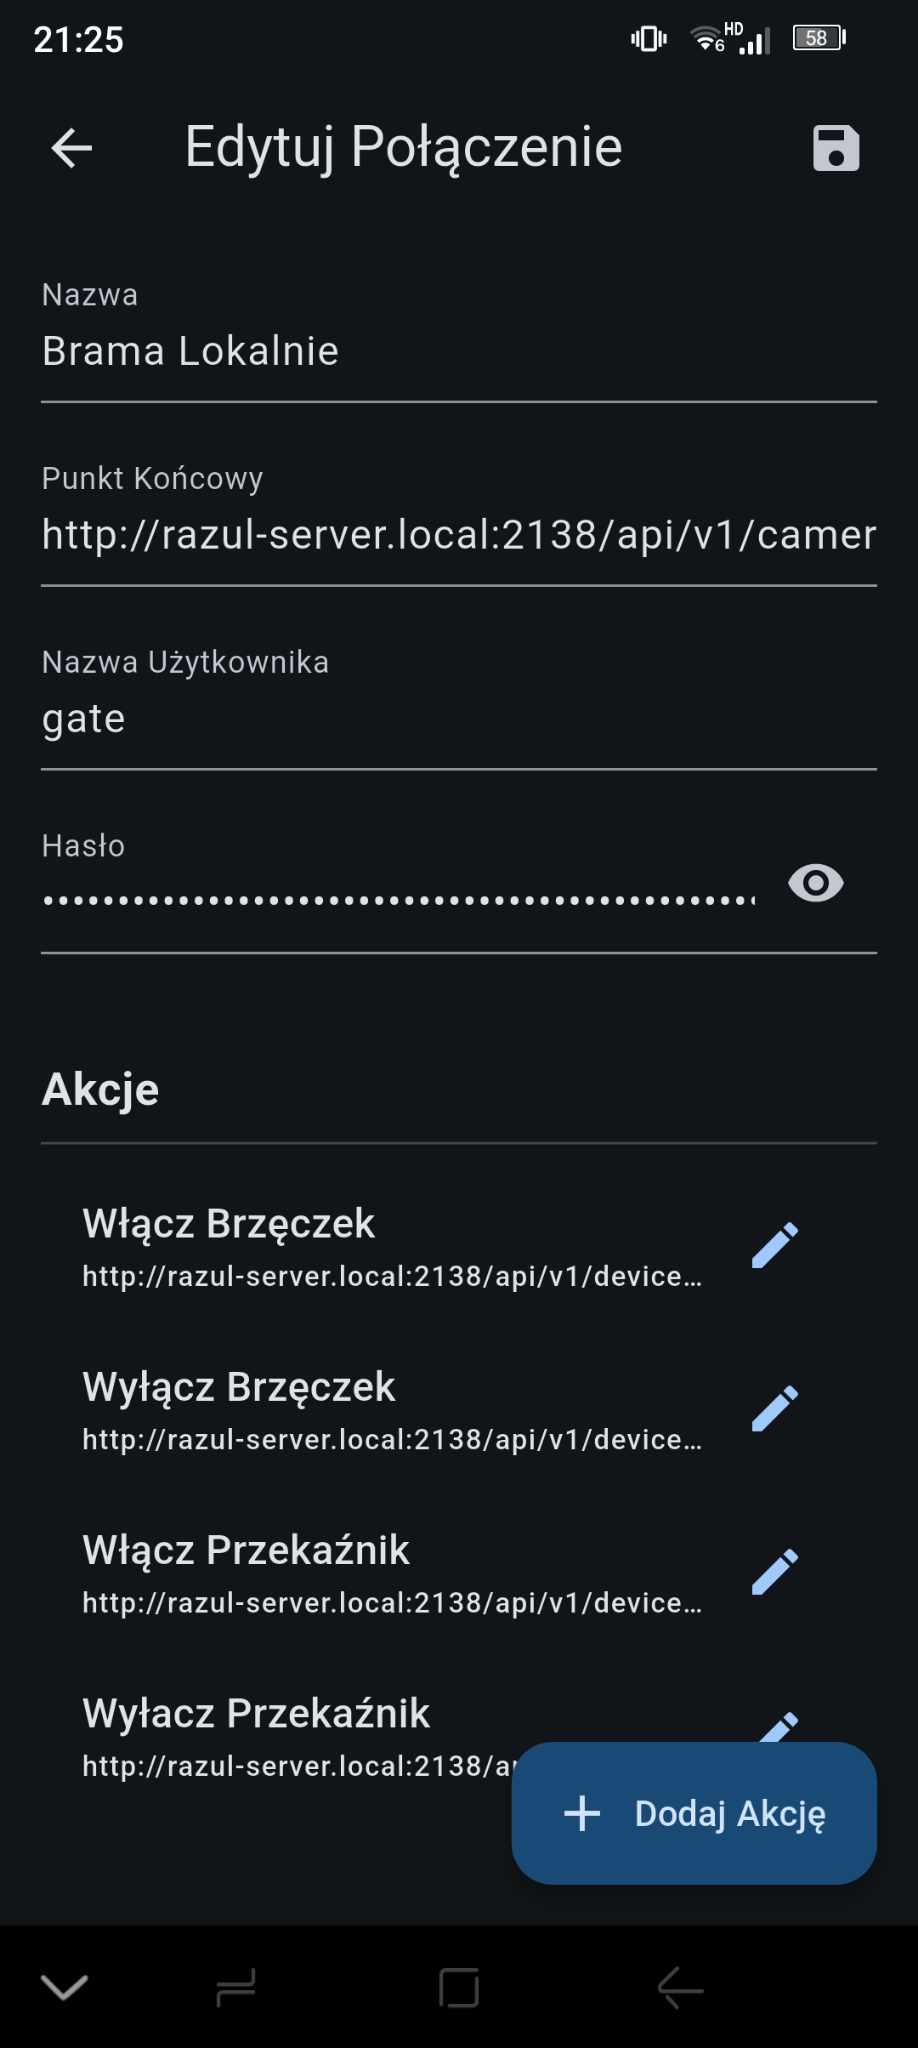 21:25
6 HD 58
Edytuj Połączenie
Nazwa
Brama Lokalnie
Punkt Końcowy
http://razul-server.local:2138/api/v1/camer
Nazwa Użytkownika
gate
Hasło
Akcje
Włącz Brzęczek
http://razul-server.local:2138/api/v1/device...
Wyłącz Brzęczek
http://razul-server.local:2138/api/v1/device...
Włącz Przekaźnik
http://razul-server.local:2138/api/v1/device...
Wyłacz Przekaźnik
http://razul-server.local:2138/a
Dodaj Akcję